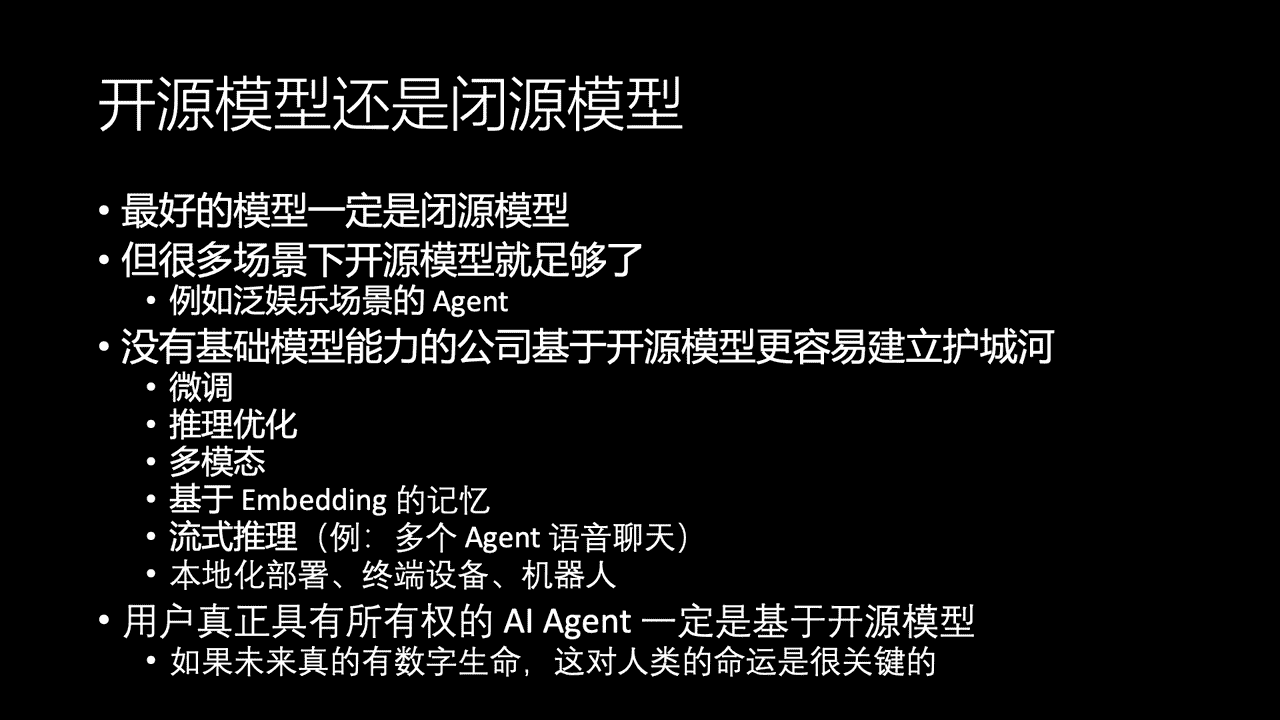 开源模型还是闭源模型
• 最好的模型一定是闭源模型
• 但很多场景下开源模型就足够了
• 例如泛娱乐场景的 Agent
• 没有基础模型能力的公司基于开源模型更容易建立护城河
• 微调
• 推理优化
• 多模态
• 基于 Embedding 的记忆
• 流式推理（例：多个 Agent 语音聊天）
• 本地化部署、终端设备、机器人
• 用户真正具有所有权的 AI Agent 一定是基于开源模型
• 如果未来真的有数字生命，这对人类的命运是很关键的